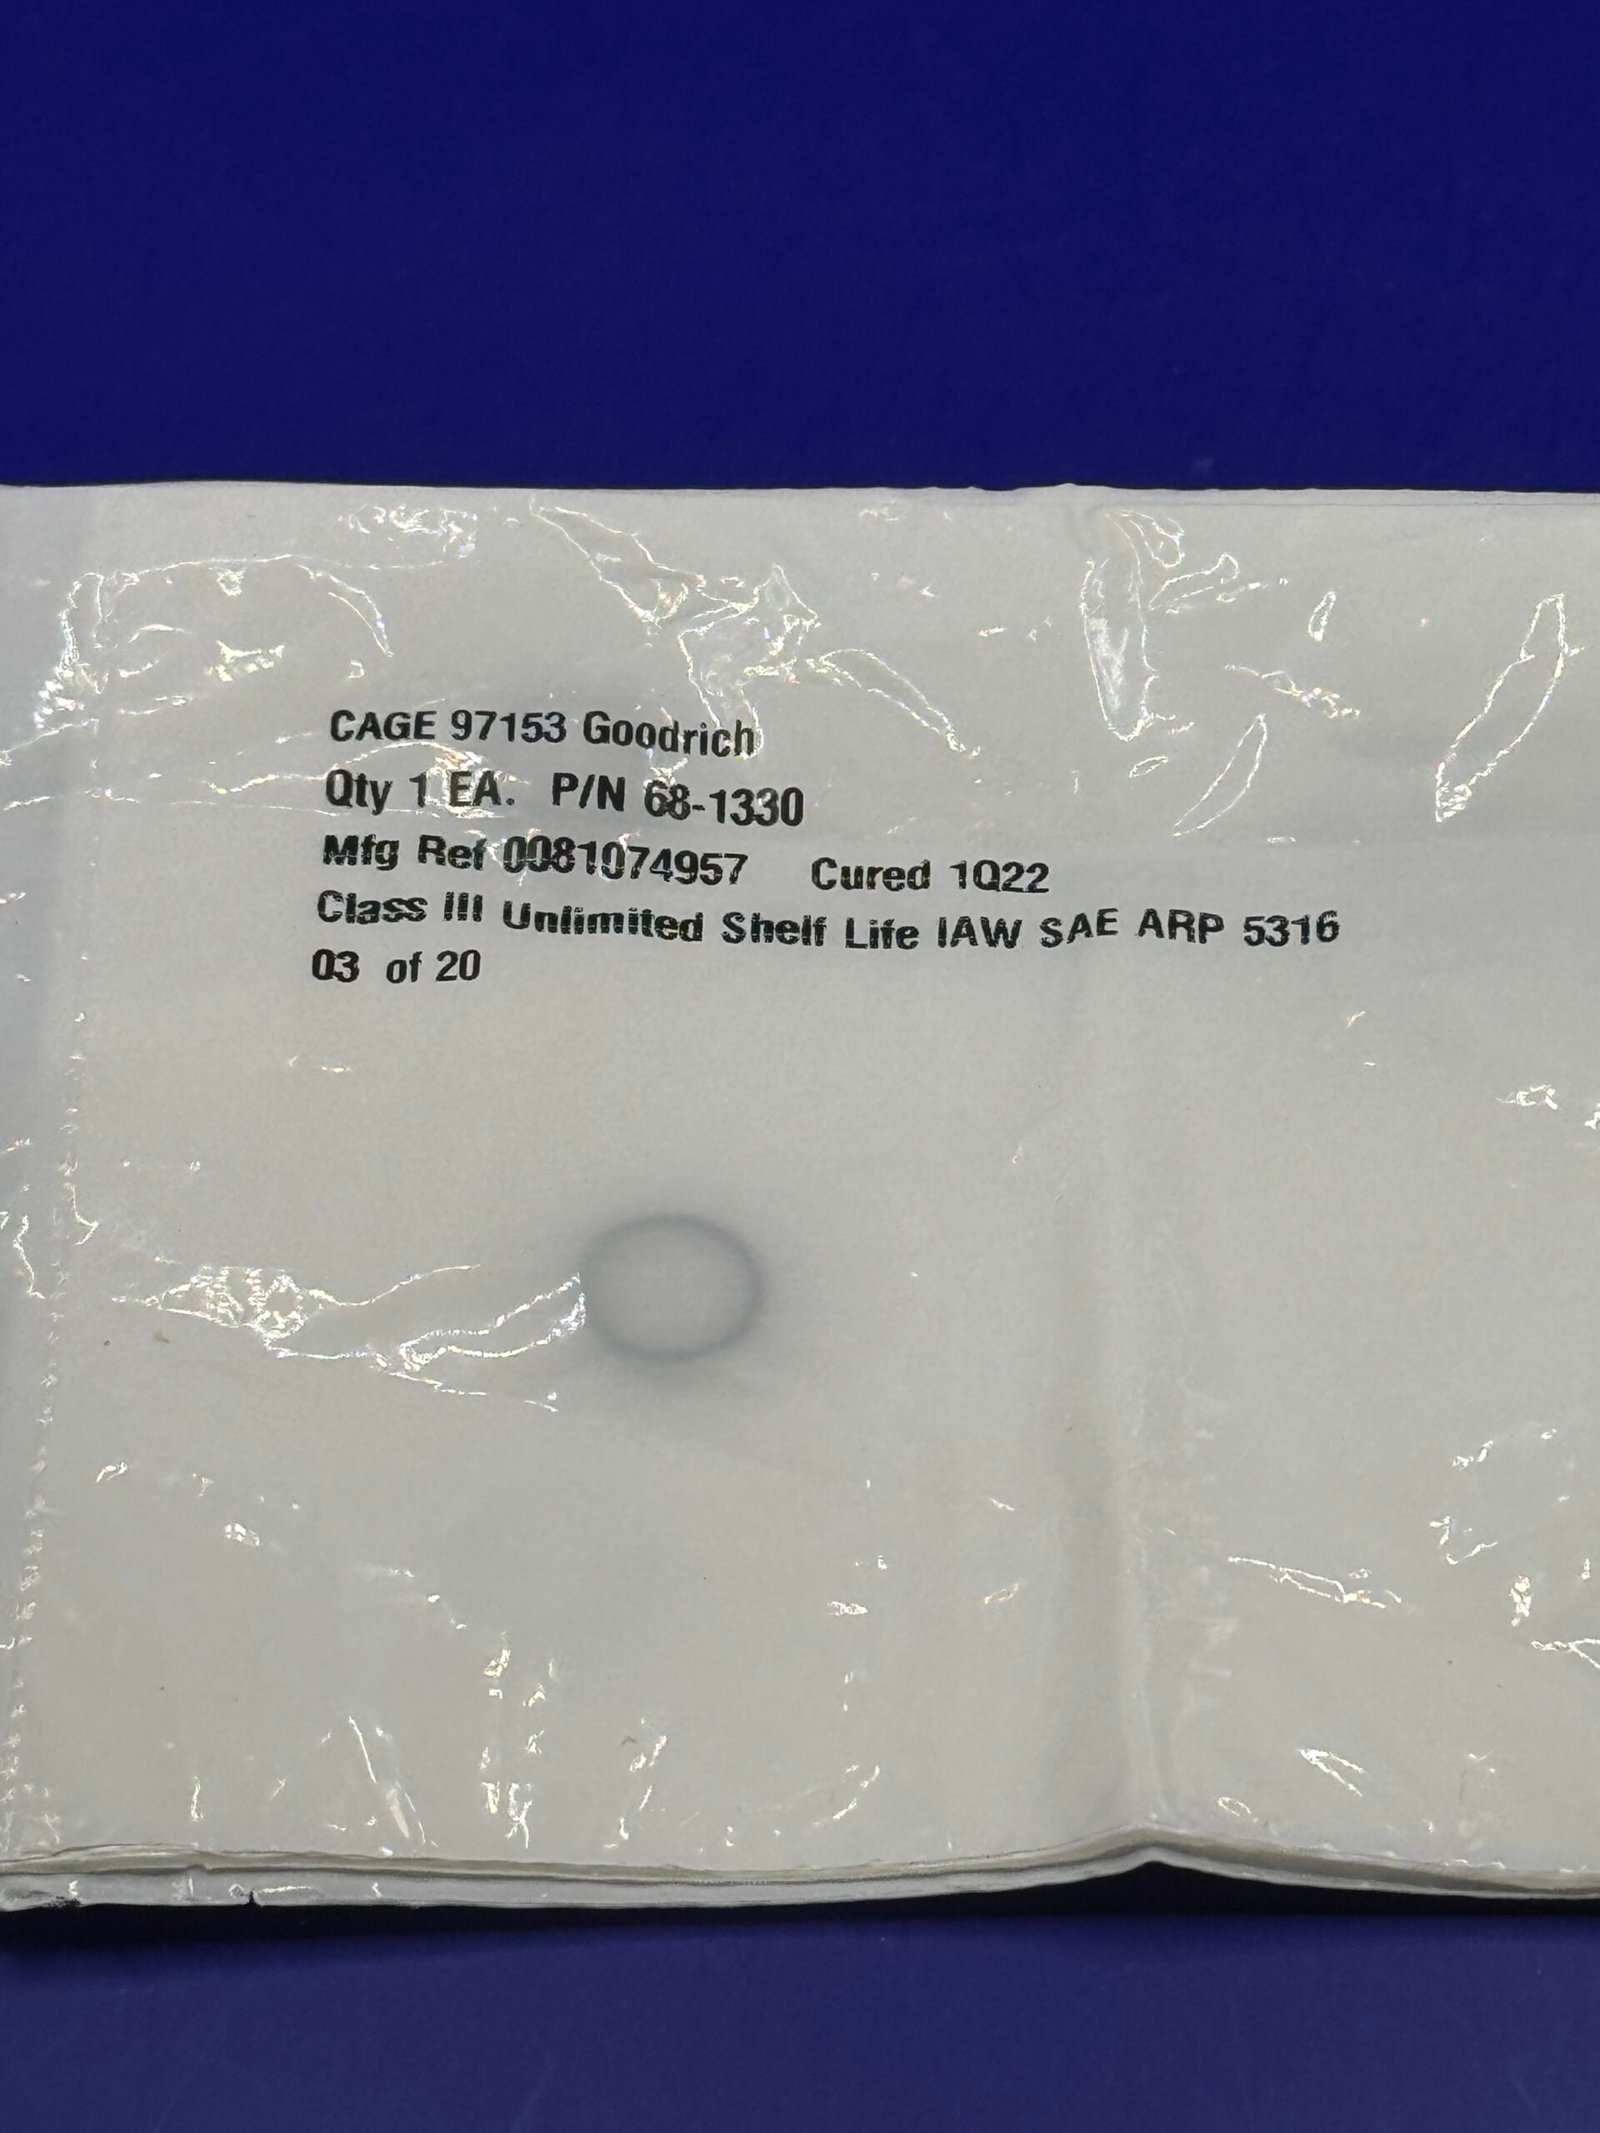 CAGE 97153 Goodrich
Qty 1 EA. P/N 68-1330
Mfg Ref 0081074957 Cured 1Q22
Class III Unlimited Shelf Life IAW SAE ARP 5316
03 of 20